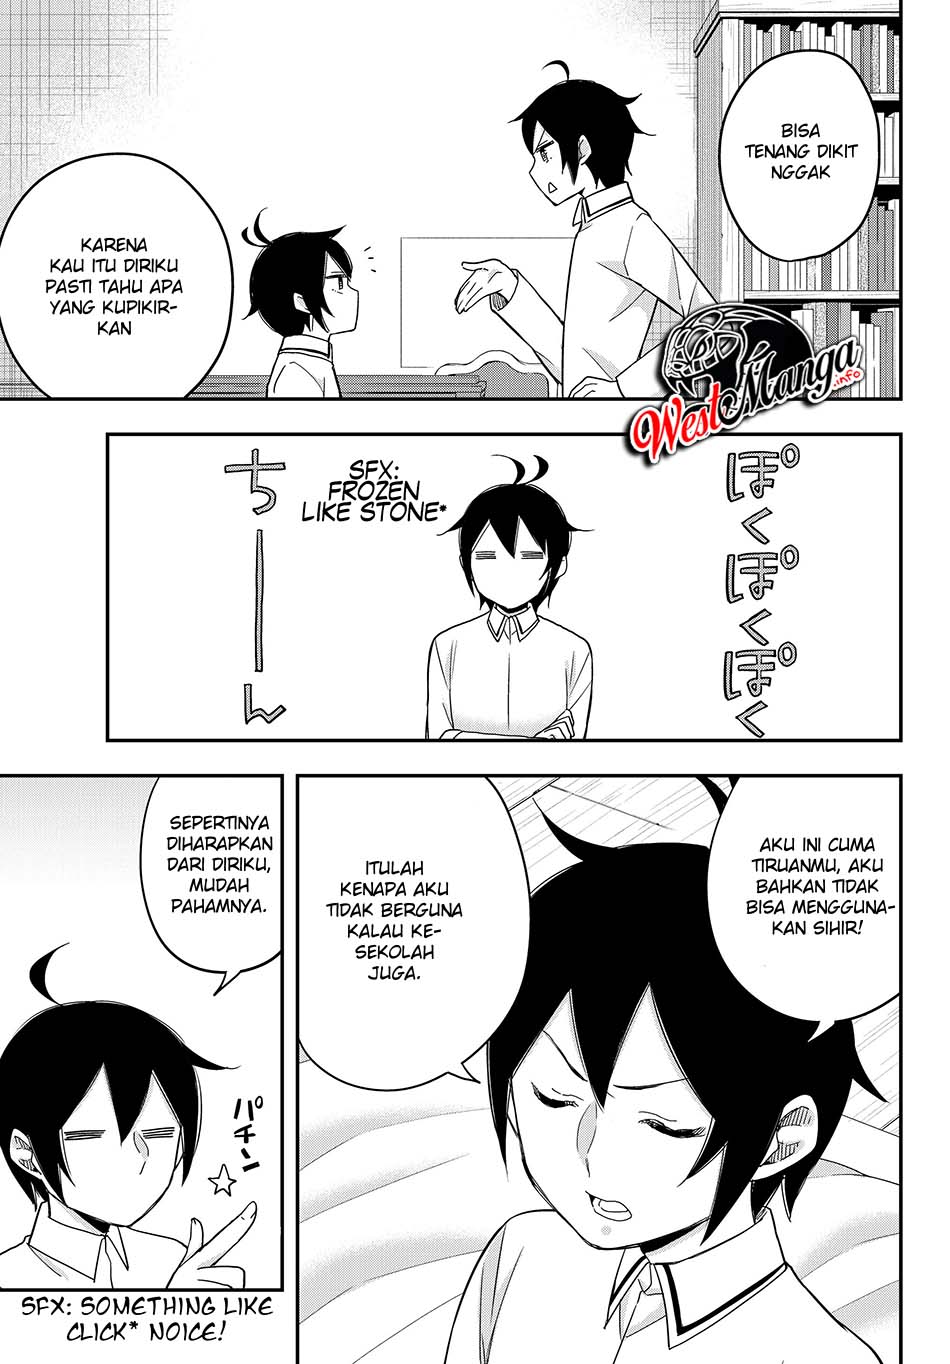 BISA
TENANG DIKIT
NGGAK
KARENA
KAU ITU DIRIKU
PASTI TAHU APA
YANG KUPIKIR-
KAN
WestManga
.info
ぽくぽくぽく
SFX:
FROZEN
LIKE STONE*
ちーーん
AKU INI CUMA
TIRUANMU, AKU
BAHKAN TIDAK
BISA MENGGUNA-
KAN SIHIR!
ITULAH
KENAPA AKU
TIDAK BERGUNA
KALAU KE-
SEKOLAH
JUGA.
SEPERTINYA
DIHARAPKAN
DARI DIRIKU,
MUDAH
PAHAMNYA.
パチン
SFX: SOMETHING LIKE
CLICK* NOICE!